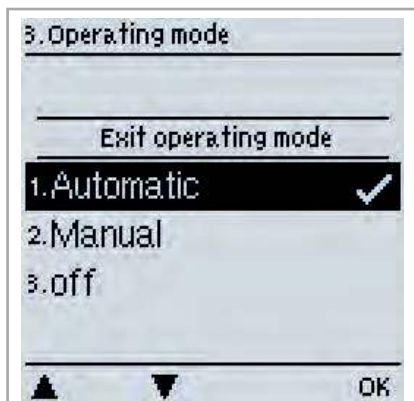 3.Operating mode
Exit operating mode
1.Automatic
2.Manual
3.off
OK